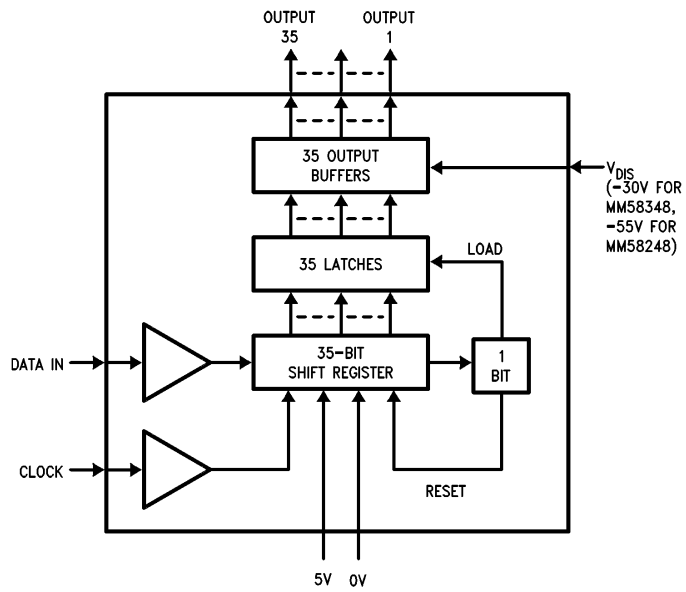 OUTPUT
35
OUTPUT
1
35 OUTPUT
BUFFERS
VDIS
(-30V FOR
MM58348,
-55V FOR
MM58248)
35 LATCHES
LOAD
DATA IN
35-BIT
SHIFT REGISTER
1
BIT
CLOCK
RESET
5V
0V